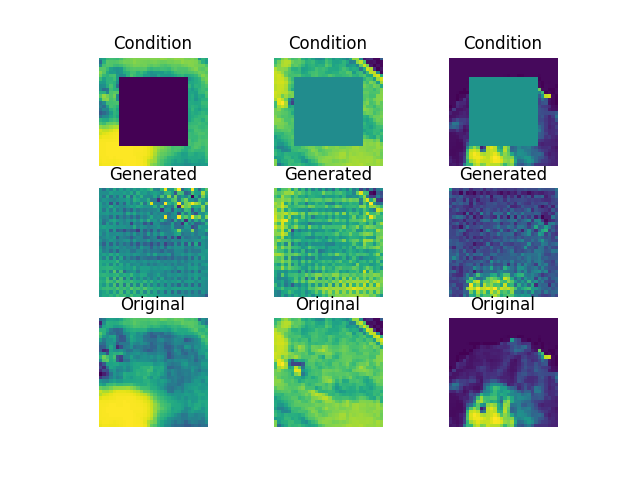 Condition Condition Condition
Generated Generated Generated
Original Original Original